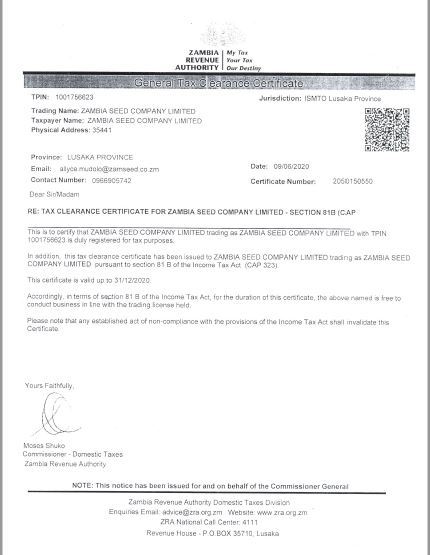 ZAMBIA My Tax
REVENUE Your Tax
AUTHORITY Our Destiny
General Tax Clearance Certificate
TPIN: 1001756623 Jurisdiction: ISMTO Lusaka Province
Trading Name: ZAMBIA SEED COMPANY LIMITED
Taxpayer Name: ZAMBIA SEED COMPANY LIMITED
Physical Address: 35441
Province: LUSAKA PROVINCE
Email: allyce.mudolo@zamseed.co.zm Date: 09/06/2020
Contact Number: 0966905742 Certificate Number: 205I0150550
Dear Sir/Madam
RE: TAX CLEARANCE CERTIFICATE FOR ZAMBIA SEED COMPANY LIMITED - SECTION 81B (CAP
This is to certify that ZAMBIA SEED COMPANY LIMITED trading as ZAMBIA SEED COMPANY LIMITED with TPIN
1001756623 is duly registered for tax purposes.
In addition, this tax clearance certificate has been issued to ZAMBIA SEED COMPANY LIMITED trading as ZAMBIA SEED
COMPANY LIMITED pursuant to section 81 B of the Income Tax Act (CAP 323).
This certificate is valid up to 31/12/2020
Accordingly, in terms of section 81 B of the Income Tax Act, for the duration of this certificate, the above named is free to
conduct business in line with the trading license held.
Please note that any established act of non-compliance with the provisions of the Income Tax Act shall invalidate this
Certificate.
Yours Faithfully,
Moses Shuko
Commissioner - Domestic Taxes
Zambia Revenue Authority
NOTE: This notice has been issued for and on behalf of the Commissioner General
Zambia Revenue Authority Domestic Taxes Division
Enquiries Email: advice@zra.org.zm Website: www.zra.org.zm
ZRA National Call Center: 4111
Revenue House - P.O.BOX 35710, Lusaka